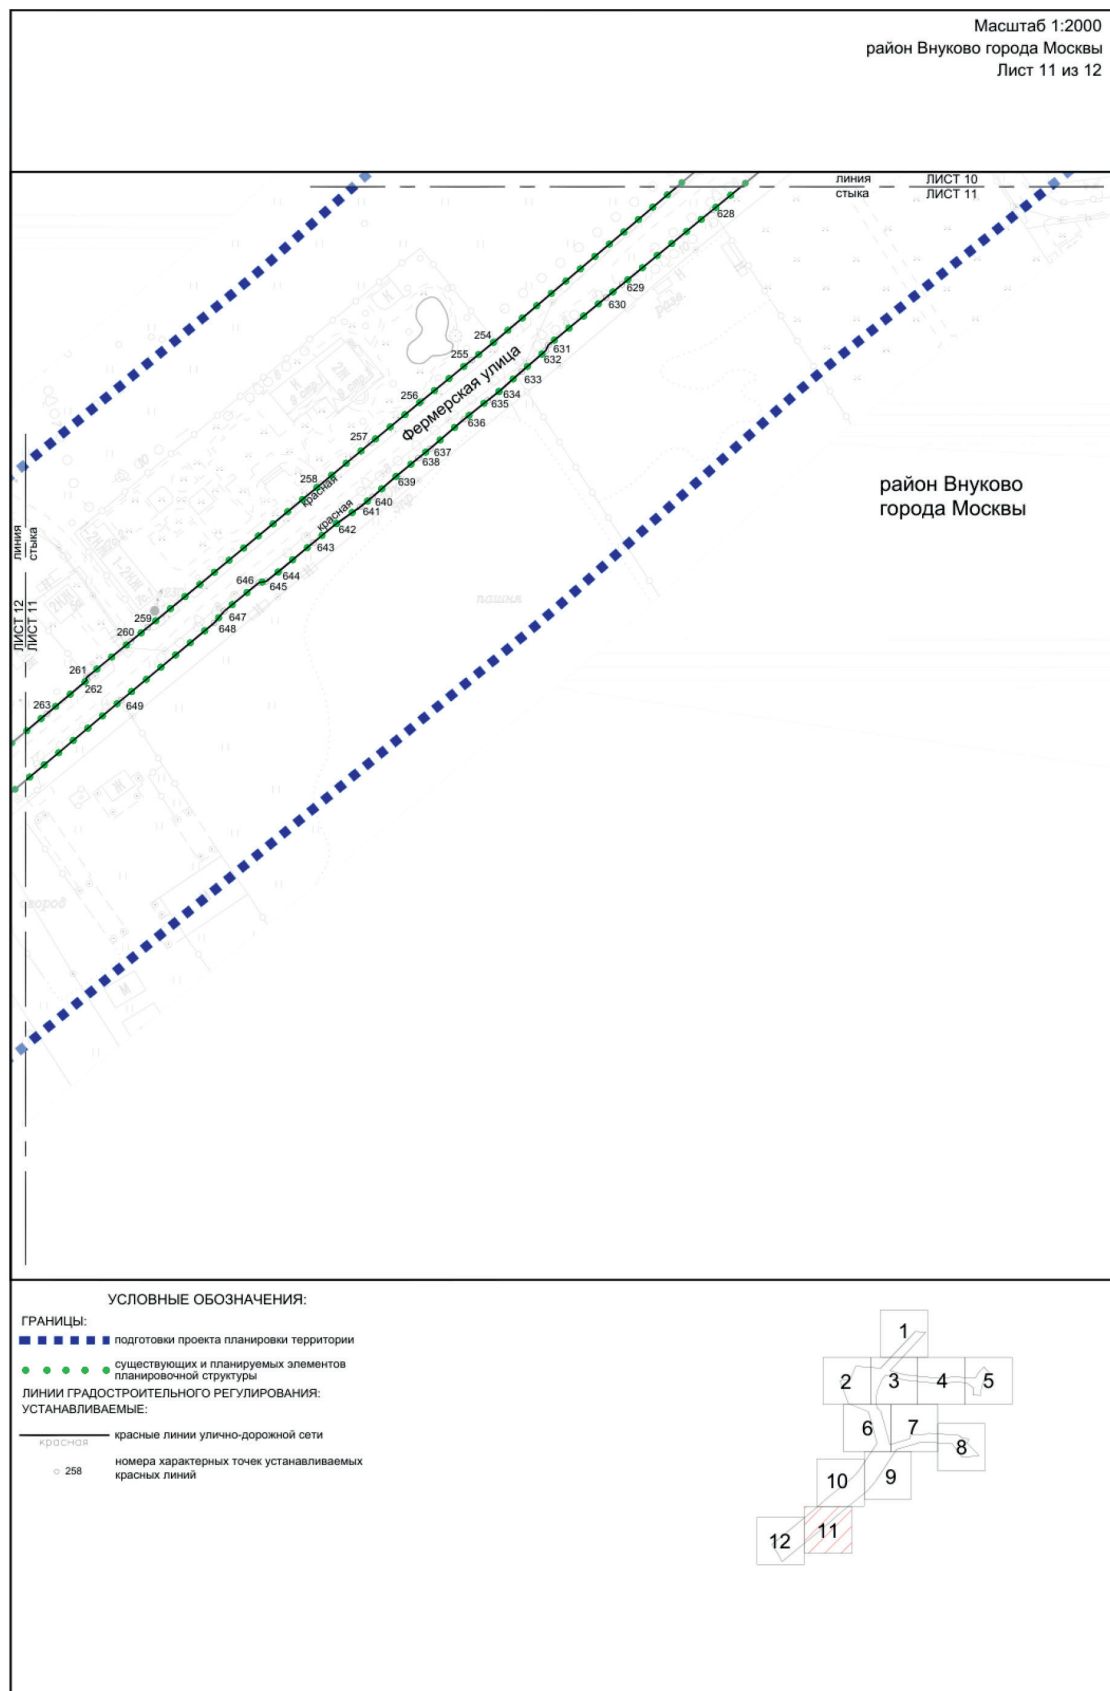 Масштаб 1:2000
район Внуково города Москвы
Лист 11 из 12
линия
стыка
ЛИСТ 10
ЛИСТ 11
628
629
630
631
632
633
634
635
636
637
638
639
640
641
642
643
644
645
646
647
648
649
254
255
256
257
258
259
260
261
262
263
Фермерская улица
красная
красная
пашня
огород
район Внуково
города Москвы
линия
стыка
ЛИСТ 12
ЛИСТ 11
УСЛОВНЫЕ ОБОЗНАЧЕНИЯ:
ГРАНИЦЫ:
подготовки проекта планировки территории
существующих и планируемых элементов
планировочной структуры
ЛИНИИ ГРАДОСТРОИТЕЛЬНОГО РЕГУЛИРОВАНИЯ:
УСТАНАВЛИВАЕМЫЕ:
красная
красные линии улично-дорожной сети
258
номера характерных точек устанавливаемых
красных линий
1
2 3 4 5
6 7
8
10 9
11
12